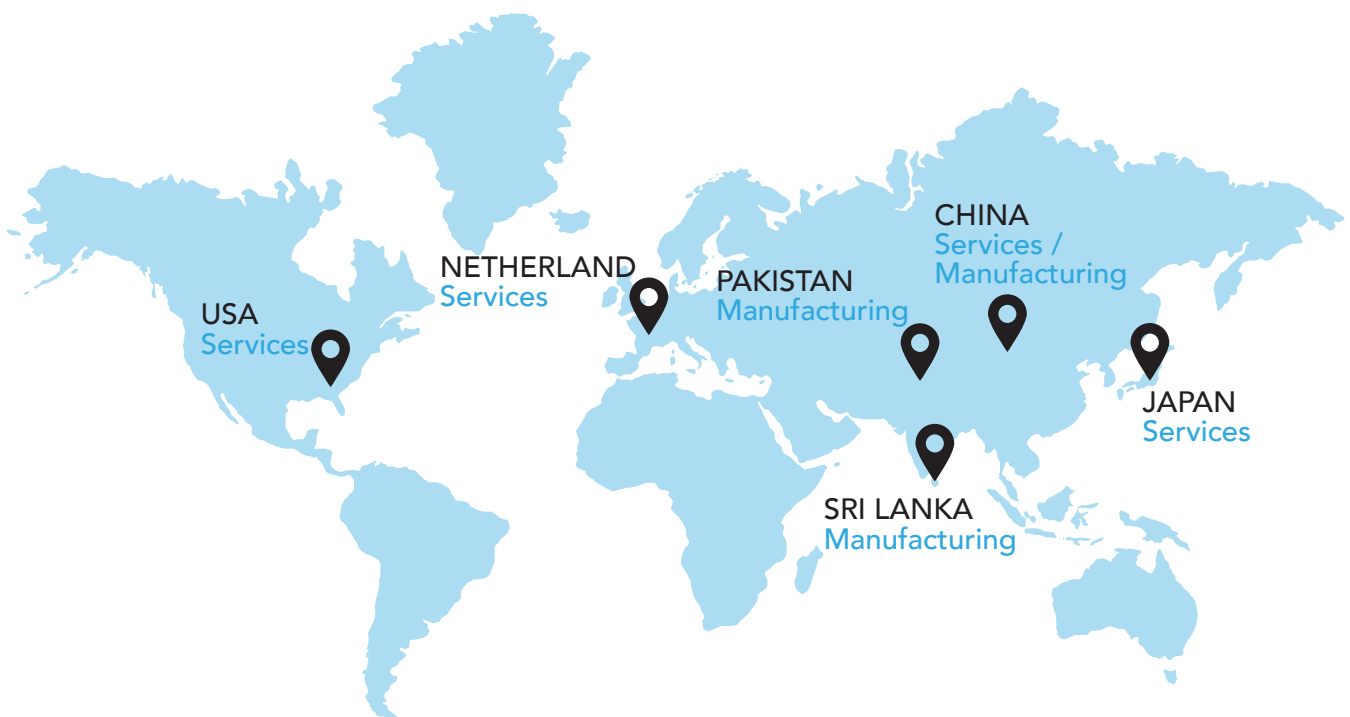 CHINA
Services /
Manufacturing
NETHERLAND
Services
PAKISTAN
Manufacturing
USA
Services
JAPAN
Services
SRI LANKA
Manufacturing